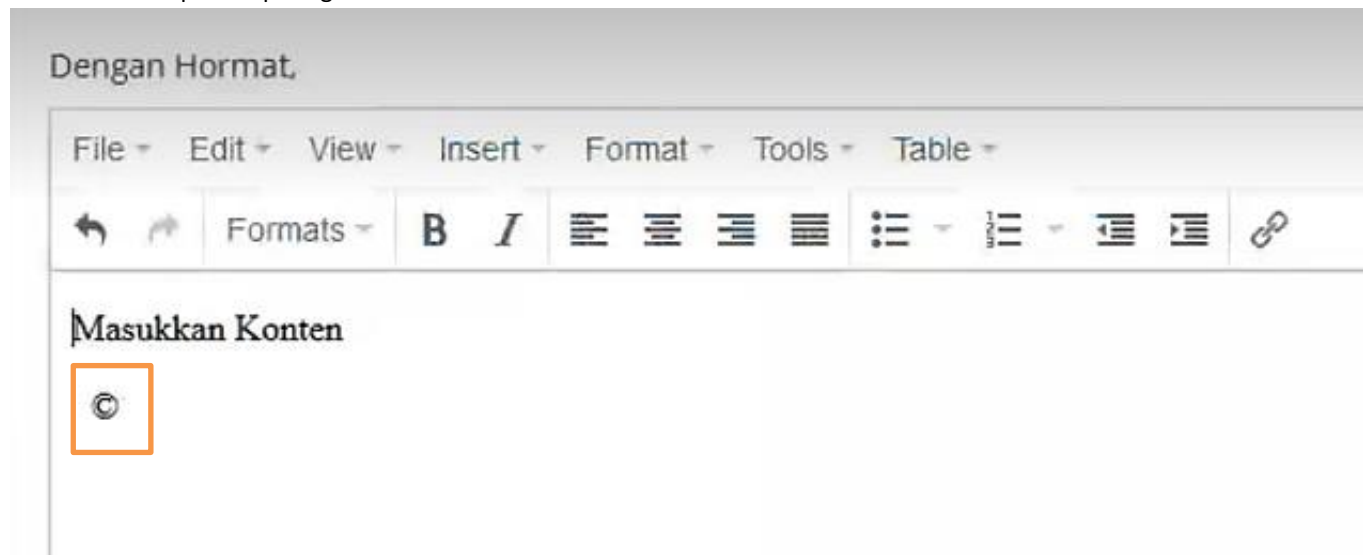 Dengan Hormat,
File Edit View Insert Format Tools Table
Formats B I
Masukkan Konten
©